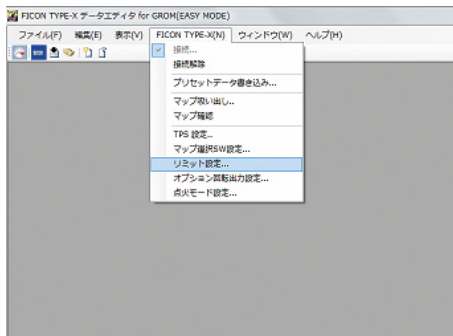 FICON TYPE-X データエディタ for GROM(EASY MODE)
ファイル(F) 編集(E) 表示(V) FICON TYPE-X(N) ウィンドウ(W) ヘルプ(H)
接続...
接続解除
プリセットデータ書き込み...
マップ吸い出し..
マップ確認
TPS 設定..
マップ選択SW設定...
リミット設定...
オプション回転出力設定...
点火モード設定...